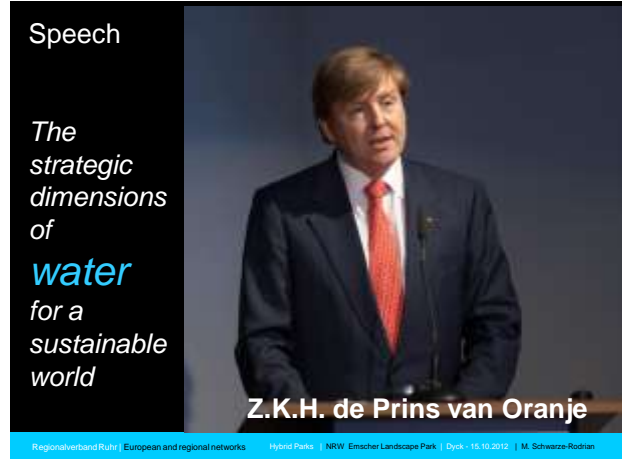 Speech
The
strategic
dimensions
of
water
for a
sustainable
world
Z.K.H. de Prins van Oranje
Regionalverband Ruhr | European and regional networks Hybrid Parks | NRW Emscher Landscape Park | Dyck - 15.10.2012 | M. Schwarze-Rodrian